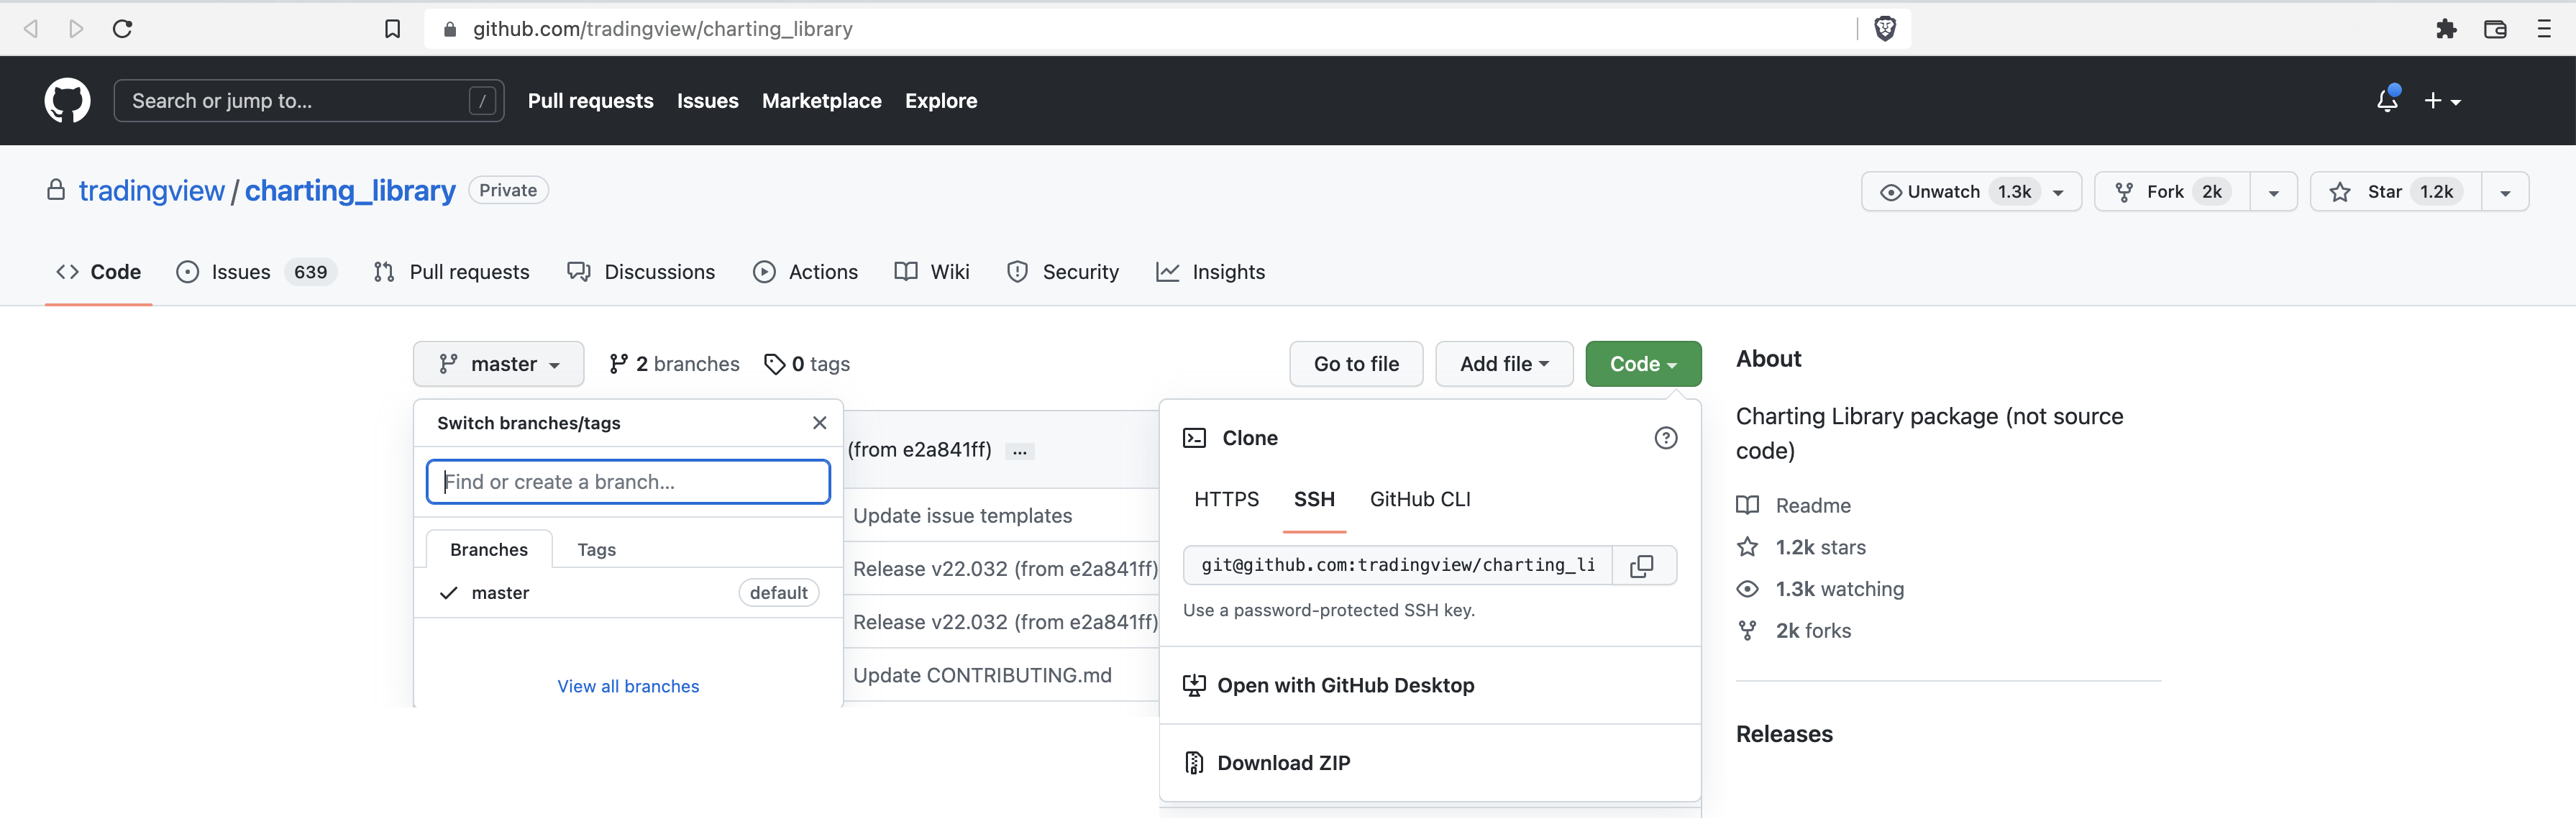 github.com/tradingview/charting_library
Search or jump to... /
Pull requests Issues Marketplace Explore
tradingview / charting_library Private
Unwatch 1.3k Fork 2k Star 1.2k
Code Issues 639 Pull requests Discussions Actions Wiki Security Insights
master 2 branches 0 tags
Go to file Add file Code
Switch branches/tags
Find or create a branch...
Branches Tags
master default
View all branches
(from e2a841ff) ...
Update issue templates
Release v22.032 (from e2a841ff)
Release v22.032 (from e2a841ff)
Update CONTRIBUTING.md
Clone
HTTPS SSH GitHub CLI
git@github.com:tradingview/charting_li
Use a password-protected SSH key.
Open with GitHub Desktop
Download ZIP
About
Charting Library package (not source
code)
Readme
1.2k stars
1.3k watching
2k forks
Releases